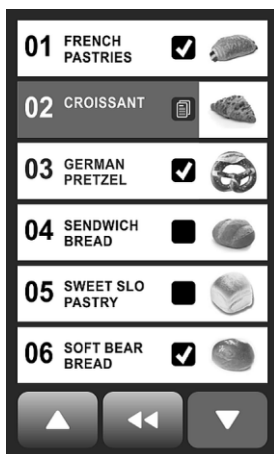 01 FRENCH
PASTRIES
02 CROISSANT
03 GERMAN
PRETZEL
04 SENDWICH
BREAD
05 SWEET SLO
PASTRY
06 SOFT BEAR
BREAD